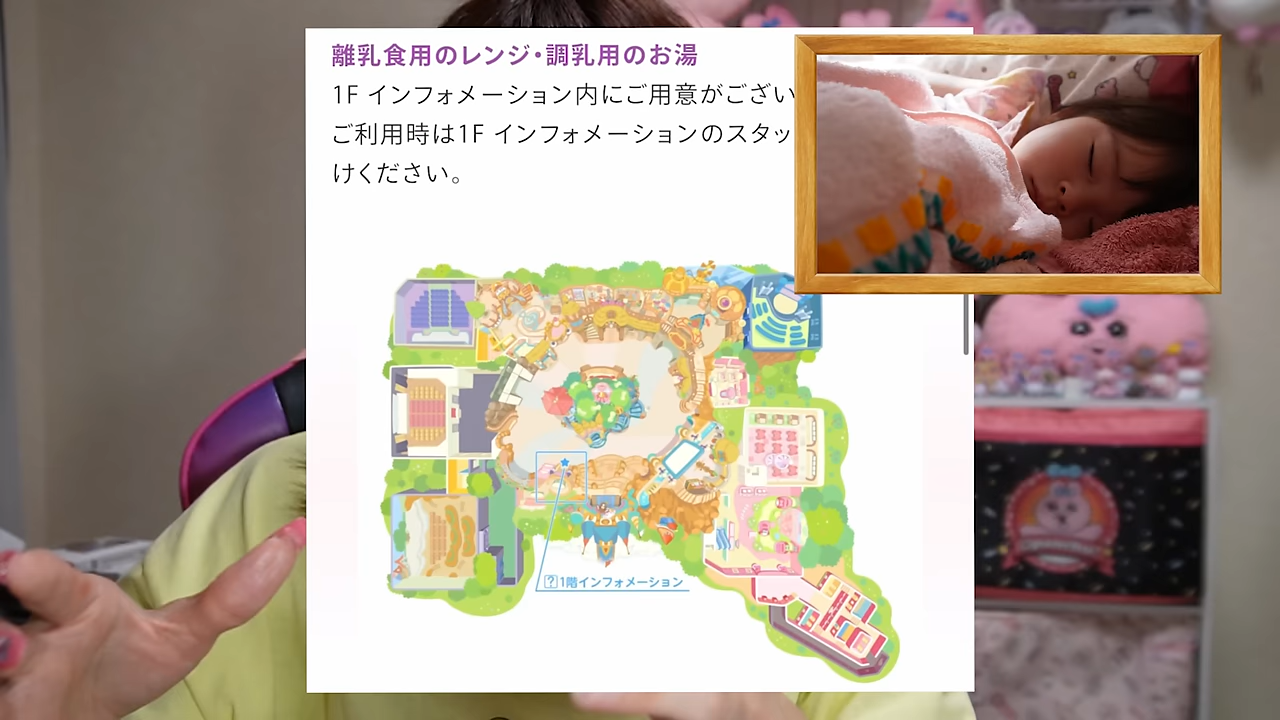 離乳食用のレンジ・調乳用のお湯
1F インフォメーション内にご用意がござい
ご利用時は1F インフォメーションのスタッ
けください。
? 1階インフォメーション